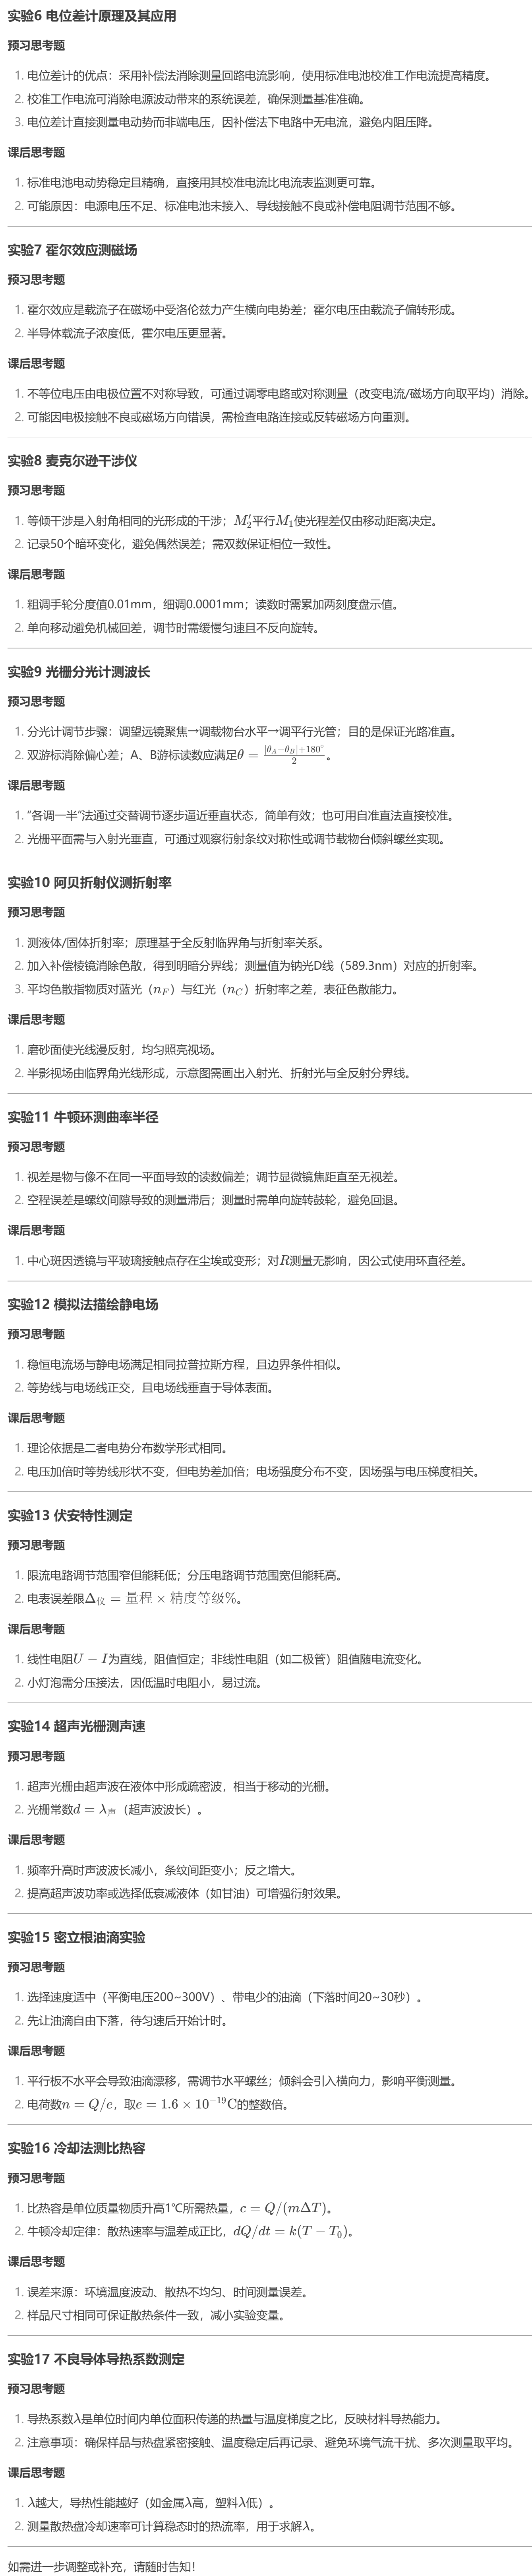 实验6 电位差计原理及其应用
预习思考题
1. 电位差计的优点：采用补偿法消除测量回路电流影响，使用标准电池校准工作电流提高精度。
2. 校准工作电流可消除电源波动带来的系统误差，确保测量基准准确。
3. 电位差计直接测量电动势而非端电压，因补偿法下电路中无电流，避免内阻压降。
课后思考题
1. 标准电池电动势稳定且精确，直接用其校准电流比电流表监测更可靠。
2. 可能原因：电源电压不足、标准电池未接入、导线接触不良或补偿电阻调节范围不够。
实验7 霍尔效应测磁场
预习思考题
1. 霍尔效应是载流子在磁场中受洛伦兹力产生横向电势差；霍尔电压由载流子偏转形成。
2. 半导体载流子浓度低，霍尔电压更显著。
课后思考题
1. 不等位电压由电极位置不对称导致，可通过调零电路或对称测量（改变电流/磁场方向取平均）消除。
2. 可能因电极接触不良或磁场方向错误，需检查电路连接或反转磁场方向重测。
实验8 麦克尔逊干涉仪
预习思考题
1. 等倾干涉是入射角相同的光形成的干涉；M₂′平行M₁使光程差仅由移动距离决定。
2. 记录50个暗环变化，避免偶然误差；需双数保证相位一致性。
课后思考题
1. 粗调手轮分度值0.01mm，细调0.0001mm；读数时需累加两刻度盘示值。
2. 单向移动避免机械回差，调节时需缓慢匀速且不反向旋转。
实验9 光栅分光计测波长
预习思考题
1. 分光计调节步骤：调望远镜聚焦→调载物台水平→调平行光管；目的是保证光路准直。
2. 双游标消除偏心差；A、B游标读数应满足θ = (|θ_A−θ_B|+180°)/2。
课后思考题
1. “各调一半”法通过交替调节逐步逼近垂直状态，简单有效；也可用自准直法直接校准。
2. 光栅平面需与入射光垂直，可通过观察衍射条纹对称性或调节载物台倾斜螺丝实现。
实验10 阿贝折射仪测折射率
预习思考题
1. 测液体/固体折射率；原理基于全反射临界角与折射率关系。
2. 加入补偿棱镜消除色散，得到明暗分界线；测量值为钠光D线（589.3nm）对应的折射率。
3. 平均色散指物质对蓝光（n_F）与红光（n_C）折射率之差，表征色散能力。
课后思考题
1. 磨砂面使光线漫反射，均匀照亮视场。
2. 半影视场由临界角光线形成，示意图需画出入射光、折射光与全反射分界线。
实验11 牛顿环测曲率半径
预习思考题
1. 视差是物与像不在同一平面导致的读数偏差；调节显微镜焦距直至无视差。
2. 空程误差是螺纹间隙导致的测量滞后；测量时需单向旋转鼓轮，避免回退。
课后思考题
1. 中心斑因透镜与平玻璃接触点存在尘埃或变形；对R测量无影响，因公式使用环直径差。
实验12 模拟法描绘静电场
预习思考题
1. 稳恒电流场与静电场满足相同拉普拉斯方程，且边界条件相似。
2. 等势线与电场线正交，且电场线垂直于导体表面。
课后思考题
1. 理论依据是二者电势分布数学形式相同。
2. 电压加倍时等势线形状不变，但电势差加倍；电场强度分布不变，因场强与电压梯度相关。
实验13 伏安特性测定
预习思考题
1. 限流电路调节范围窄但能耗低；分压电路调节范围宽但能耗高。
2. 电表误差限Δ仪 = 量程 × 精度等级%。
课后思考题
1. 线性电阻U − I为直线，阻值恒定；非线性电阻（如二极管）阻值随电流变化。
2. 小灯泡需分压接法，因低温时电阻小，易过流。
实验14 超声光栅测声速
预习思考题
1. 超声光栅由超声波在液体中形成疏密波，相当于移动的光栅。
2. 光栅常数d = λ声（超声波波长）。
课后思考题
1. 频率升高时声波波长减小，条纹间距变小；反之增大。
2. 提高超声波功率或选择低衰减液体（如甘油）可增强衍射效果。
实验15 密立根油滴实验
预习思考题
1. 选择速度适中（平衡电压200~300V）、带电少的油滴（下落时间20~30秒）。
2. 先让油滴自由下落，待匀速后开始计时。
课后思考题
1. 平行板不水平会导致油滴漂移，需调节水平螺丝；倾斜会引入横向力，影响平衡测量。
2. 电荷数n = Q/e，取e = 1.6 × 10⁻¹⁹C的整数倍。
实验16 冷却法测比热容
预习思考题
1. 比热容是单位质量物质升高1℃所需热量，c = Q/(mΔT)。
2. 牛顿冷却定律：散热速率与温差成正比，dQ/dt = k(T − T₀)。
课后思考题
1. 误差来源：环境温度波动、散热不均匀、时间测量误差。
2. 样品尺寸相同可保证散热条件一致，减小实验变量。
实验17 不良导体导热系数测定
预习思考题
1. 导热系数λ是单位时间内单位面积传递的热量与温度梯度之比，反映材料导热能力。
2. 注意事项：确保样品与热盘紧密接触、温度稳定后再记录、避免环境气流干扰、多次测量取平均。
课后思考题
1. λ越大，导热性能越好（如金属λ高，塑料λ低）。
2. 测量散热盘冷却速率可计算稳态时的热流率，用于求解λ。
如需进一步调整或补充，请随时告知！